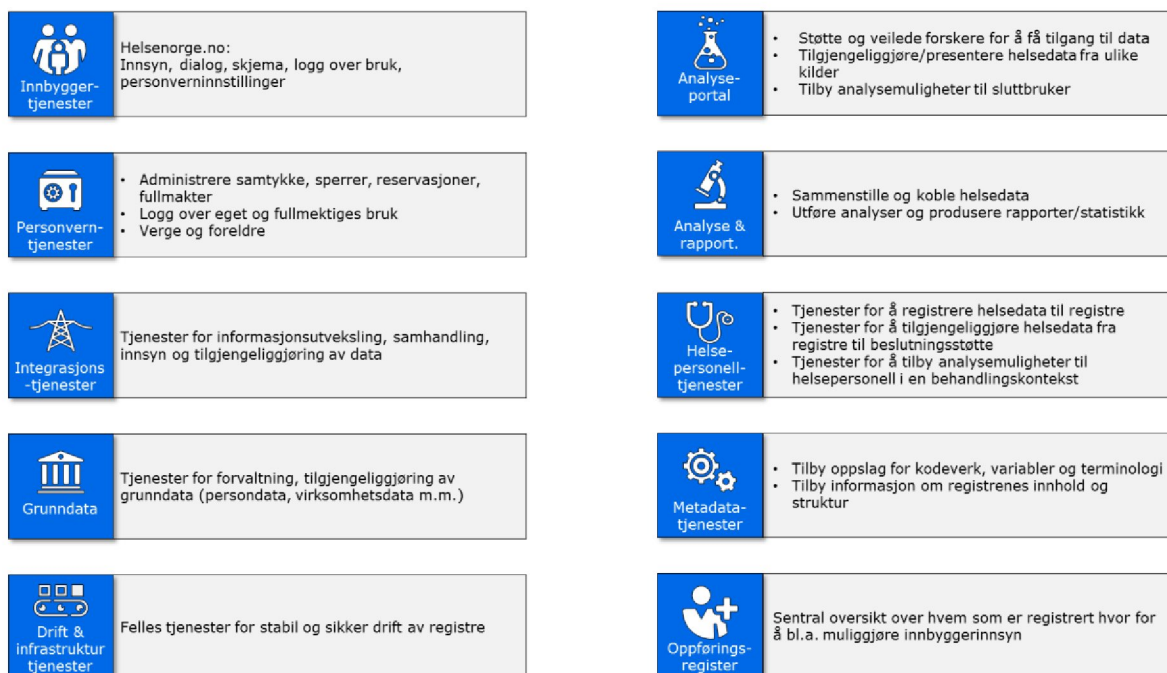 Innbygger-
tjenester
Helsenorge.no:
Innsyn, dialog, skjema, logg over bruk,
personverninnstillinger
Personvern-
tjenester
• Administrere samtykke, sperrer, reservasjoner,
fullmakter
• Logg over eget og fullmektiges bruk
• Verge og foreldre
Integrasjons
-tjenester
Tjenester for informasjonsutveksling, samhandling,
innsyn og tilgjengeliggjøring av data
Grunndata
Tjenester for forvaltning, tilgjengeliggjøring av
grunndata (persondata, virksomhetsdata m.m.)
Drift &
infrastruktur
tjenester
Felles tjenester for stabil og sikker drift av registre
Analyse-
portal
• Støtte og veilede forskere for å få tilgang til data
• Tilgjengeliggjøre/presentere helsedata fra ulike
kilder
• Tilby analysemuligheter til sluttbruker
Analyse &
rapport.
• Sammenstille og koble helsedata
• Utføre analyser og produsere rapporter/statistikk
Helse-
personell-
tjenester
• Tjenester for å registrere helsedata til registre
• Tjenester for å tilgjengeliggjøre helsedata fra
registre til beslutningsstøtte
• Tjenester for å tilby analysemuligheter til
helsepersonell i en behandlingskontekst
Metadata-
tjenester
• Tilby oppslag for kodeverk, variabler og terminologi
• Tilby informasjon om registrenes innhold og
struktur
Oppførings-
register
Sentral oversikt over hvem som er registrert hvor for
å bl.a. muliggjøre innbyggerinnsyn